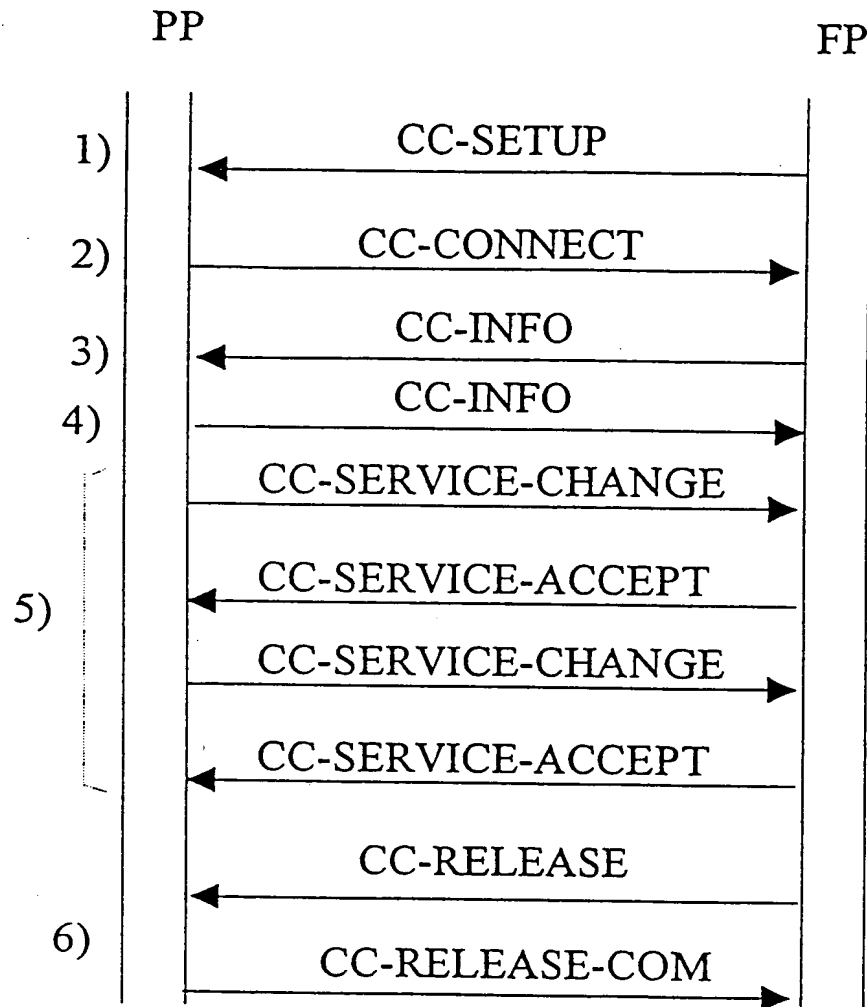 PP
FP
1)
CC-SETUP
2)
CC-CONNECT
3)
CC-INFO
4)
CC-INFO
CC-SERVICE-CHANGE
5)
CC-SERVICE-ACCEPT
CC-SERVICE-CHANGE
CC-SERVICE-ACCEPT
CC-RELEASE
6)
CC-RELEASE-COM